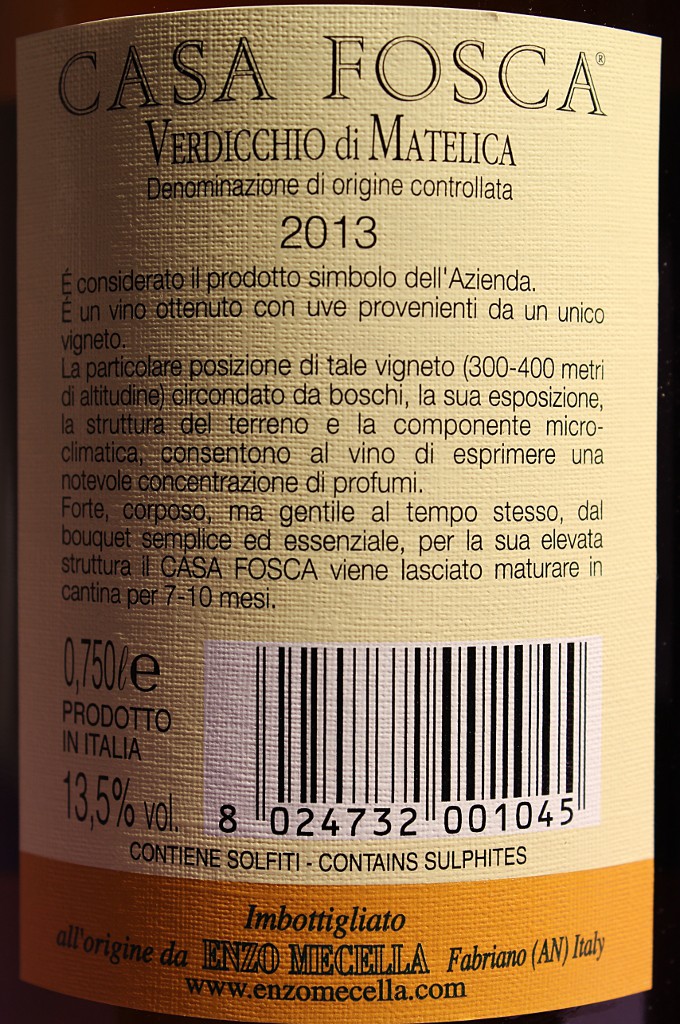 CASA FOSCA®
VERDICCHIO di MATELICA
Denominazione di origine controllata
2013
É considerato il prodotto simbolo dell'Azienda.
É un vino ottenuto con uve provenienti da un unico
vigneto.
La particolare posizione di tale vigneto (300-400 metri
di altitudine) circondato da boschi, la sua esposizione,
la struttura del terreno e la componente micro-
climatica, consentono al vino di esprimere una
notevole concentrazione di profumi.
Forte, corposo, ma gentile al tempo stesso, dal
bouquet semplice ed essenziale, per la sua elevata
struttura il CASA FOSCA viene lasciato maturare in
cantina per 7-10 mesi.
0,750ℓ e
PRODOTTO
IN ITALIA
13,5% vol.
8 024732 001045
CONTIENE SOLFITI - CONTAINS SULPHITES
Imbottigliato
all'origine da ENZO MECELLA Fabriano (AN) Italy
www.enzomecella.com